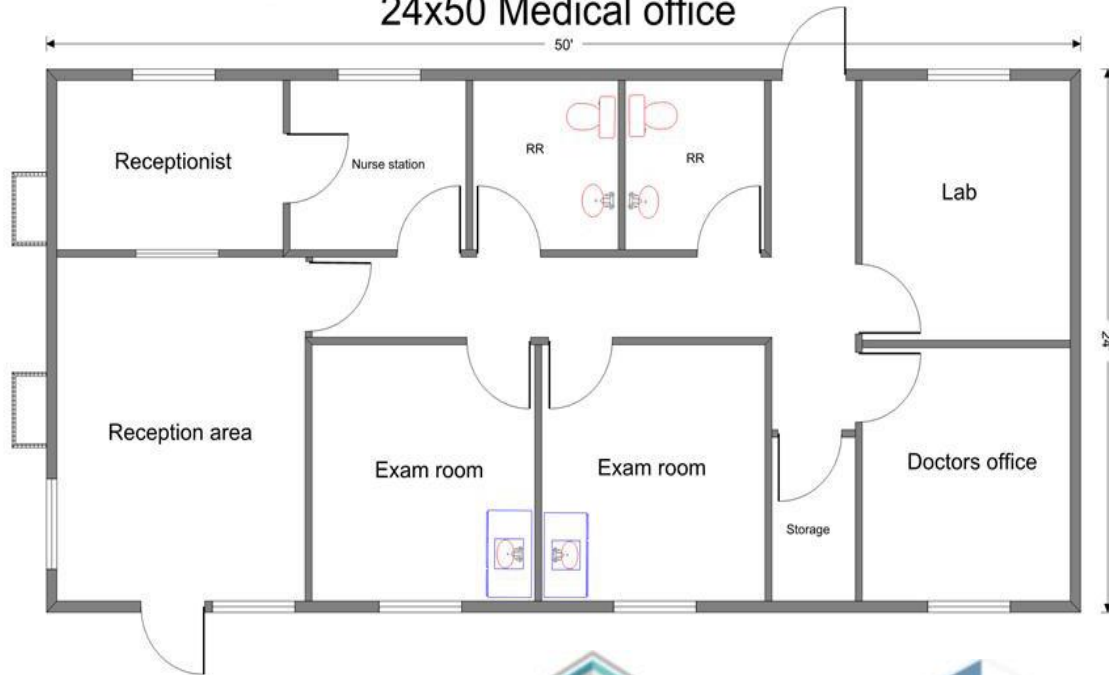 24x50 Medical office
50'
Receptionist
Nurse station
RR
RR
Lab
24'
Reception area
Exam room
Exam room
Doctors office
Storage